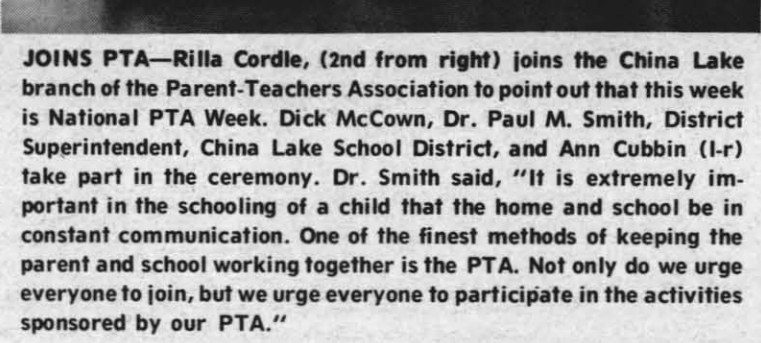 JOINS PTA—Rilla Cordle, (2nd from right) joins the China Lake
branch of the Parent-Teachers Association to point out that this week
is National PTA Week. Dick McCown, Dr. Paul M. Smith, District
Superintendent, China Lake School District, and Ann Cubbin (l-r)
take part in the ceremony. Dr. Smith said, "It is extremely im-
portant in the schooling of a child that the home and school be in
constant communication. One of the finest methods of keeping the
parent and school working together is the PTA. Not only do we urge
everyone to join, but we urge everyone to participate in the activities
sponsored by our PTA."